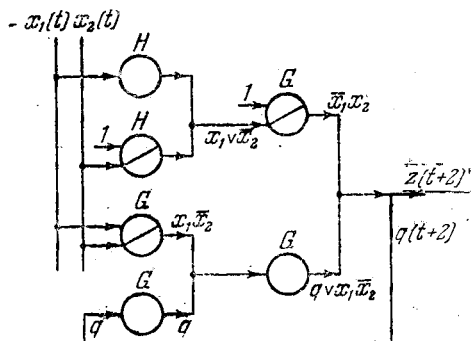 - x₁(t) x₂(t)
H
G
1
x̄₁x₂
1
H
x₁ ∨ x̄₂
G
z(t+2)
x₁x̄₂
G
q(t+2)
G
q
q
q ∨ x₁x̄₂